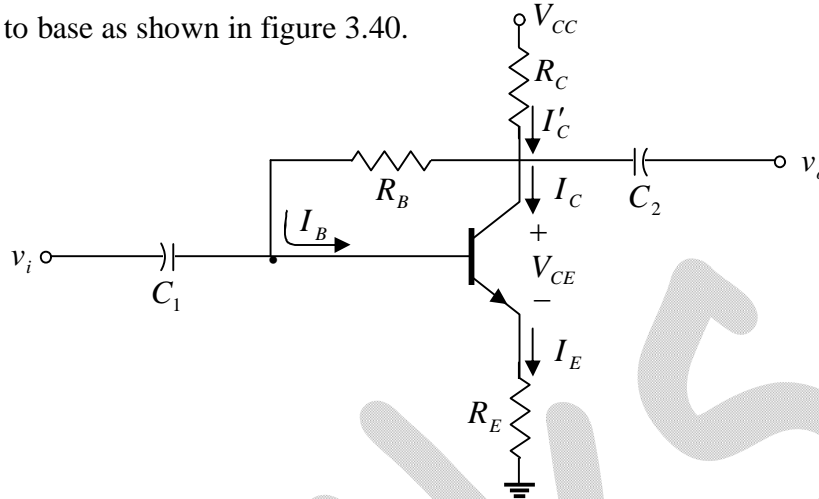 to base as shown in figure 3.40.
V_CC
R_C
I'_C
R_B
I_C
C_2
I_B
+
V_CE
−
v_i
C_1
I_E
R_E